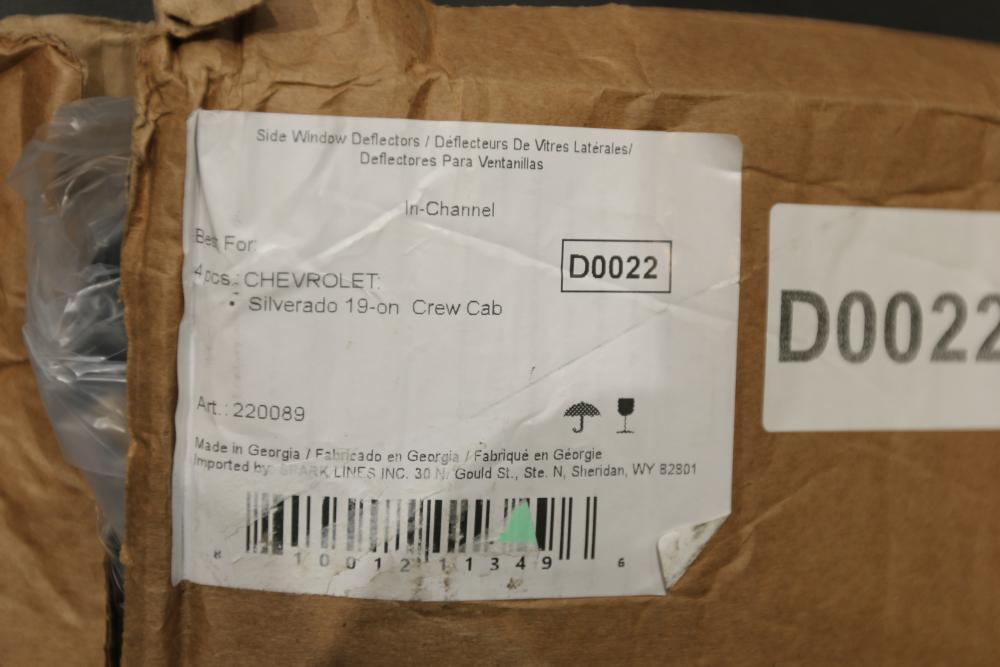 Side Window Deflectors / Déflecteurs De Vitres Latérales/
Deflectores Para Ventanillas
In-Channel
Best For:
D0022
4 pcs.: CHEVROLET:
• Silverado 19-on Crew Cab
Art.: 220089
Made in Georgia / Fabricado en Georgia / Fabriqué en Géorgie
Imported by: SPARK LINES INC. 30 N. Gould St., Ste. N, Sheridan, WY 82801
8 10012 11349 6
D0022